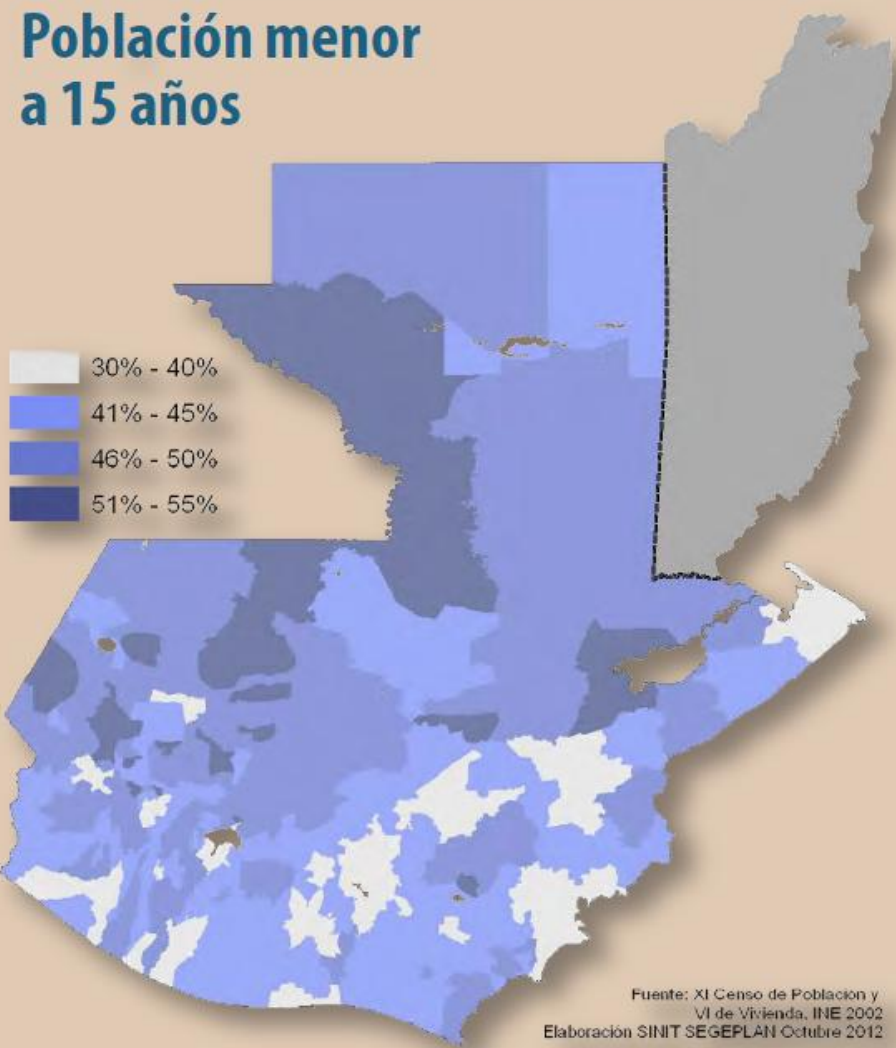 Población menor
a 15 años
30% - 40%
41% - 45%
46% - 50%
51% - 55%
Fuente: XI Censo de Población y
VI de Vivienda, INE 2002
Elaboración SINIT SEGEPLAN Octubre 2012